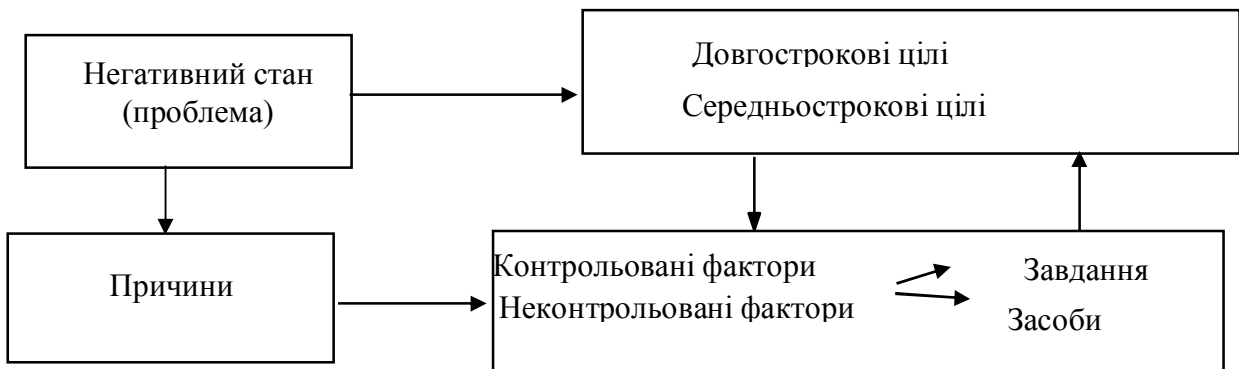 Негативний стан
(проблема)
Довгострокові цілі
Середньострокові цілі
Причини
Контрольовані фактори
Неконтрольовані фактори
Завдання
Засоби